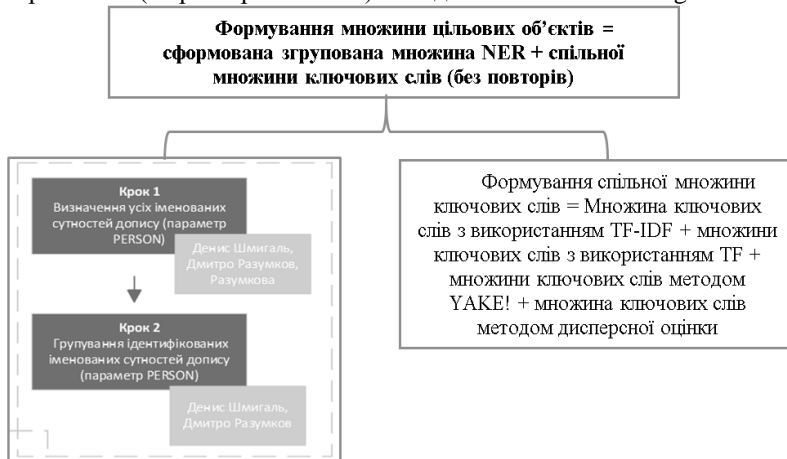 Формування множини цільових об’єктів =
сформована згрупована множина NER + спільної
множини ключових слів (без повторів)
Крок 1
Визначення усіх іменованих
сутностей допису (параметр
PERSON)
Денис Шмигаль,
Дмитро Разумков,
Разумкова
Крок 2
Групування ідентифікованих
іменованих сутностей допису
(параметр PERSON)
Денис Шмигаль,
Дмитро Разумков
Формування спільної множини
ключових слів = Множина ключових
слів з використанням TF-IDF + множини
ключових слів з використанням TF +
множини ключових слів методом
YAKE! + множина ключових слів
методом дисперсної оцінки